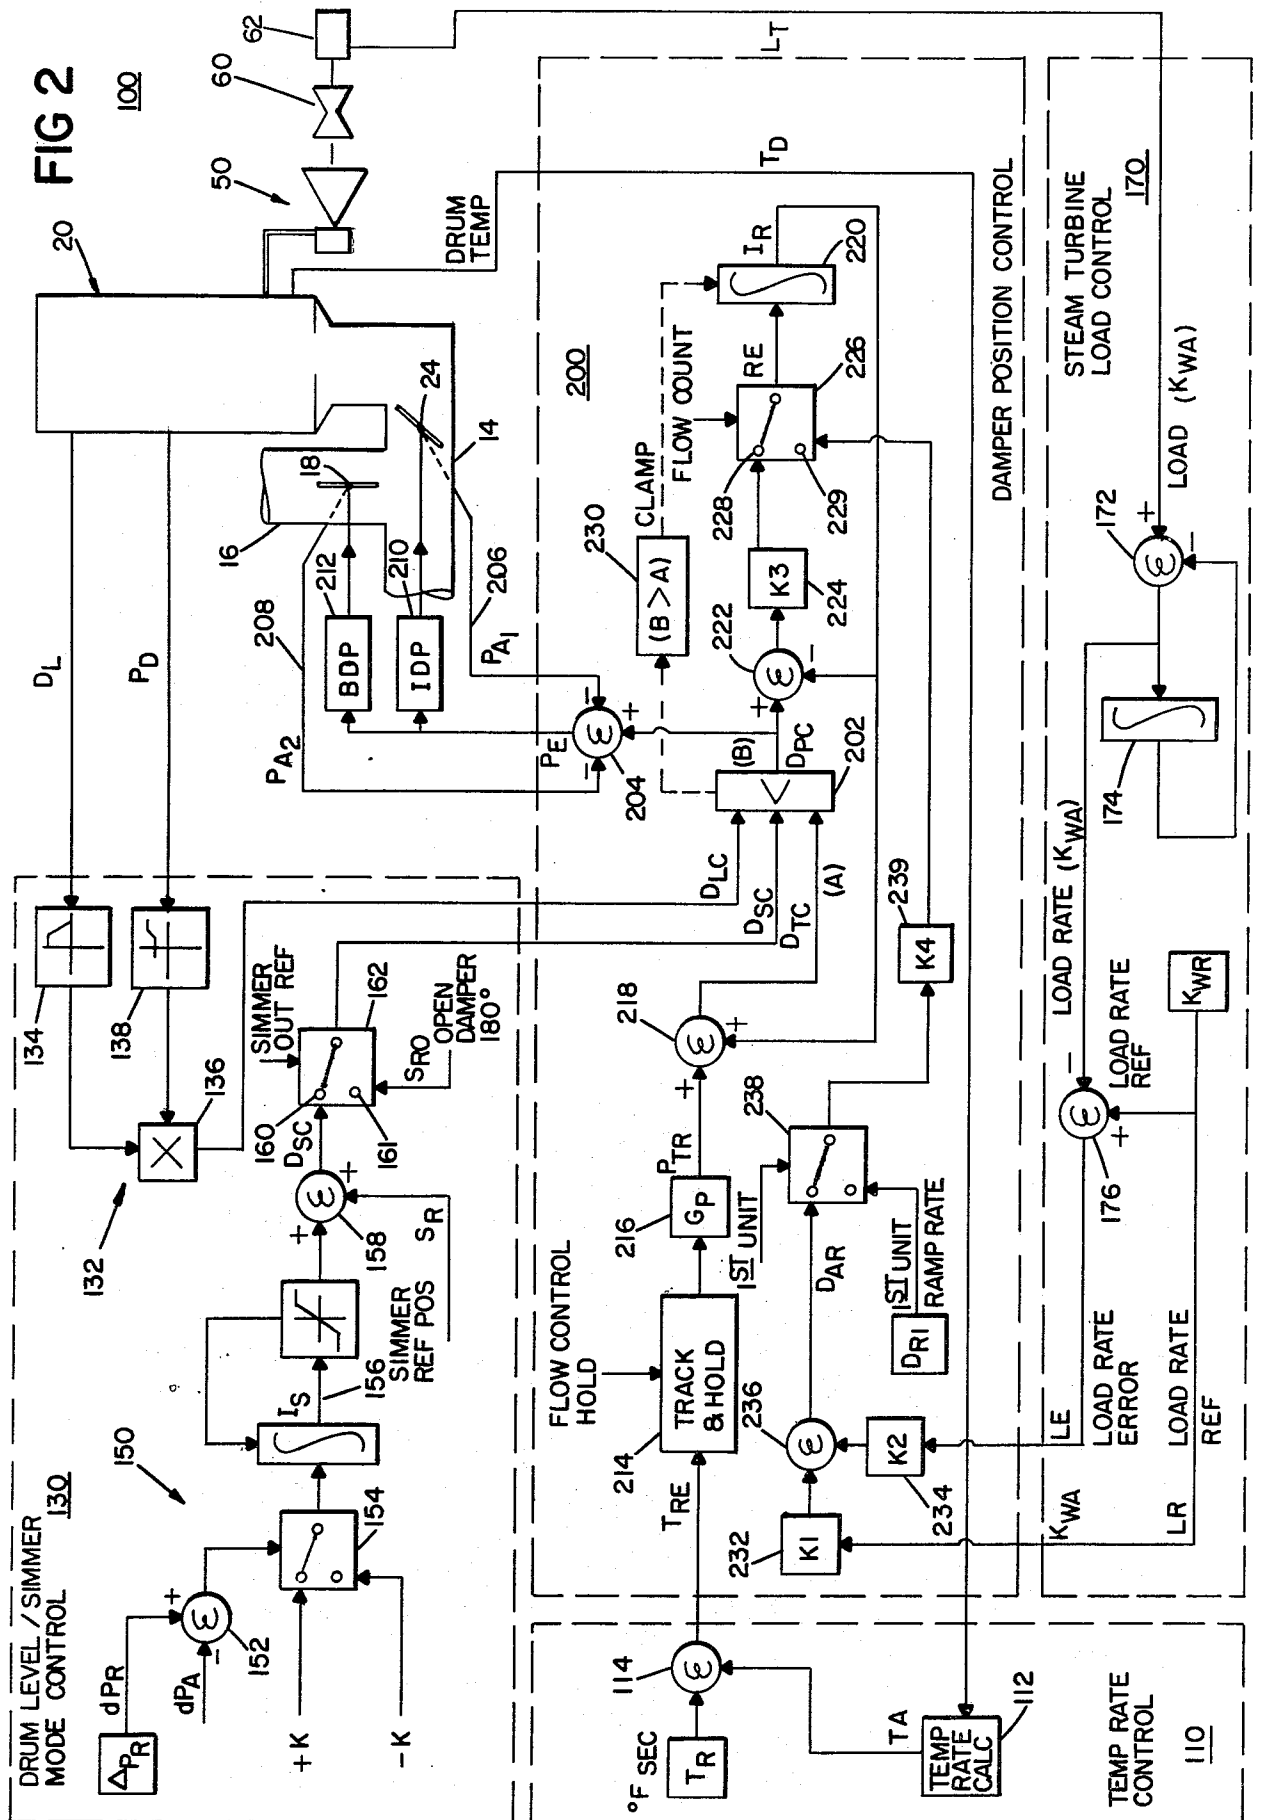 FIG 2
100
62
60
50
20
DRUM
TEMP
LT
TD
DL
PD
16
18
24
14
208
212
210
206
BDP
IDP
PA2
PA1
PE
204
200
230
CLAMP
(B > A)
FLOW COUNT
228
229
226
RE
IR
220
222
K3
224
(B)
DPC
202
DLC
DSC
DTC
(A)
239
K4
DAMPER POSITION CONTROL
STEAM TURBINE
LOAD CONTROL
170
LOAD (KWA)
172
174
LOAD RATE (KWA)
LOAD RATE
REF
KWR
176
LE
LOAD RATE
ERROR
LOAD RATE
REF
KWA
LR
134
138
136
132
SIMMER
OUT REF
162
SRO
OPEN
DAMPER
180°
160
161
DSC
158
SR
SIMMER
REF POS
156
IS
150
154
DRUM LEVEL / SIMMER
MODE CONTROL
130
ΔPR
dPR
dPA
152
+K
-K
FLOW CONTROL
HOLD
TRACK
& HOLD
214
TRE
216
GP
PTR
218
1ST UNIT
238
DAR
1ST UNIT
RAMP RATE
DR1
236
K2
234
232
K1
114
°F SEC
TR
TA
TEMP
RATE
CALC
112
TEMP RATE
CONTROL
110